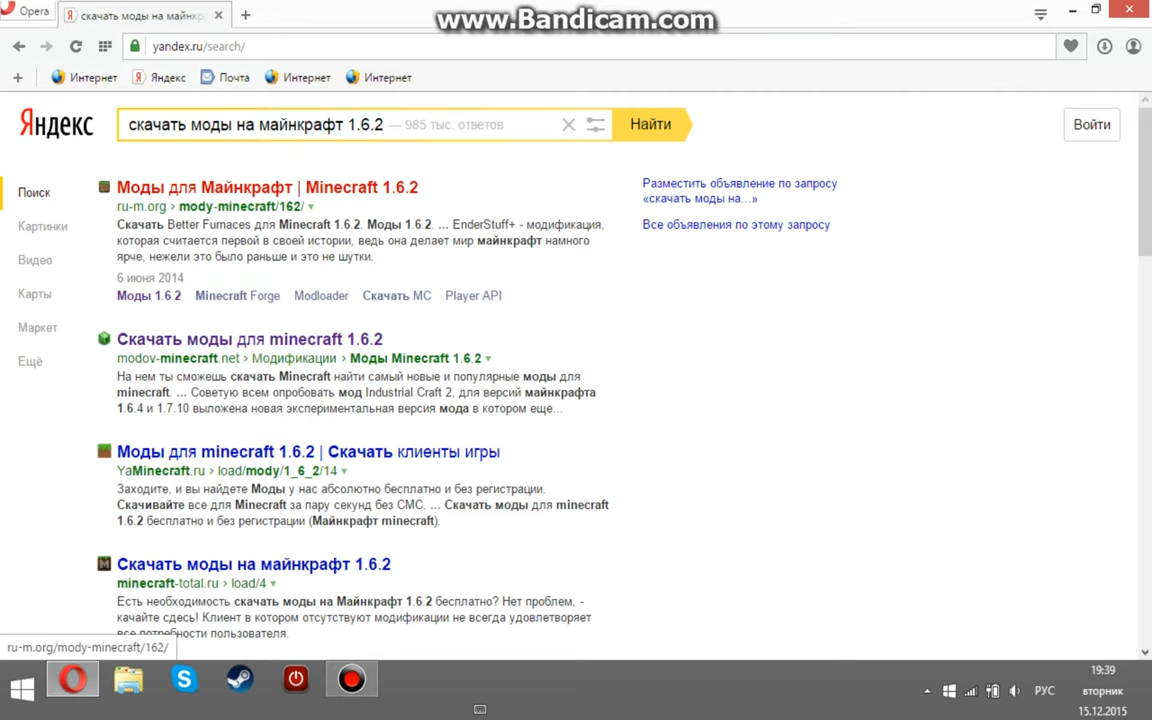 www.Bandicam.com
Opera
скачать моды на майнкр
yandex.ru/search/
Интернет
Яндекс
Почта
Интернет
Интернет
Яндекс
скачать моды на майнкрафт 1.6.2 — 985 тыс. ответов
Найти
Войти
Поиск
Картинки
Видео
Карты
Маркет
Ещё
Моды для Майнкрафт | Minecraft 1.6.2
ru-m.org › mody-minecraft/162/
Скачать Better Furnaces для Minecraft 1.6.2. Моды 1.6.2. ... EnderStuff+ - модификация,
которая считается первой в своей истории, ведь она делает мир майнкрафт намного
ярче, нежели это было раньше и это не шутки.
6 июня 2014
Моды 1.6.2 Minecraft Forge Modloader Скачать MC Player API
Скачать моды для minecraft 1.6.2
modov-minecraft.net › Модификации › Моды Minecraft 1.6.2
На нем ты сможешь скачать Minecraft найти самый новые и популярные моды для
minecraft. ... Советую всем опробовать мод Industrial Craft 2, для версий майнкрафта
1.6.4 и 1.7.10 выложена новая экспериментальная версия мода в котором еще...
Моды для minecraft 1.6.2 | Скачать клиенты игры
YaMinecraft.ru › load/mody/1_6_2/14
Заходите, и вы найдете Моды у нас абсолютно бесплатно и без регистрации.
Скачивайте все для Minecraft за пару секунд без СМС. ... Скачать моды для minecraft
1.6.2 бесплатно и без регистрации (Майнкрафт minecraft).
Скачать моды на майнкрафт 1.6.2
minecraft-total.ru › load/4
Есть необходимость скачать моды на Майнкрафт 1.6.2 бесплатно? Нет проблем, -
качайте здесь! Клиент в котором отсутствуют модификации не всегда удовлетворяет
все потребности пользователя.
Разместить объявление по запросу
«скачать моды на...»
Все объявления по этому запросу
ru-m.org/mody-minecraft/162/
РУС
19:39
вторник
15.12.2015